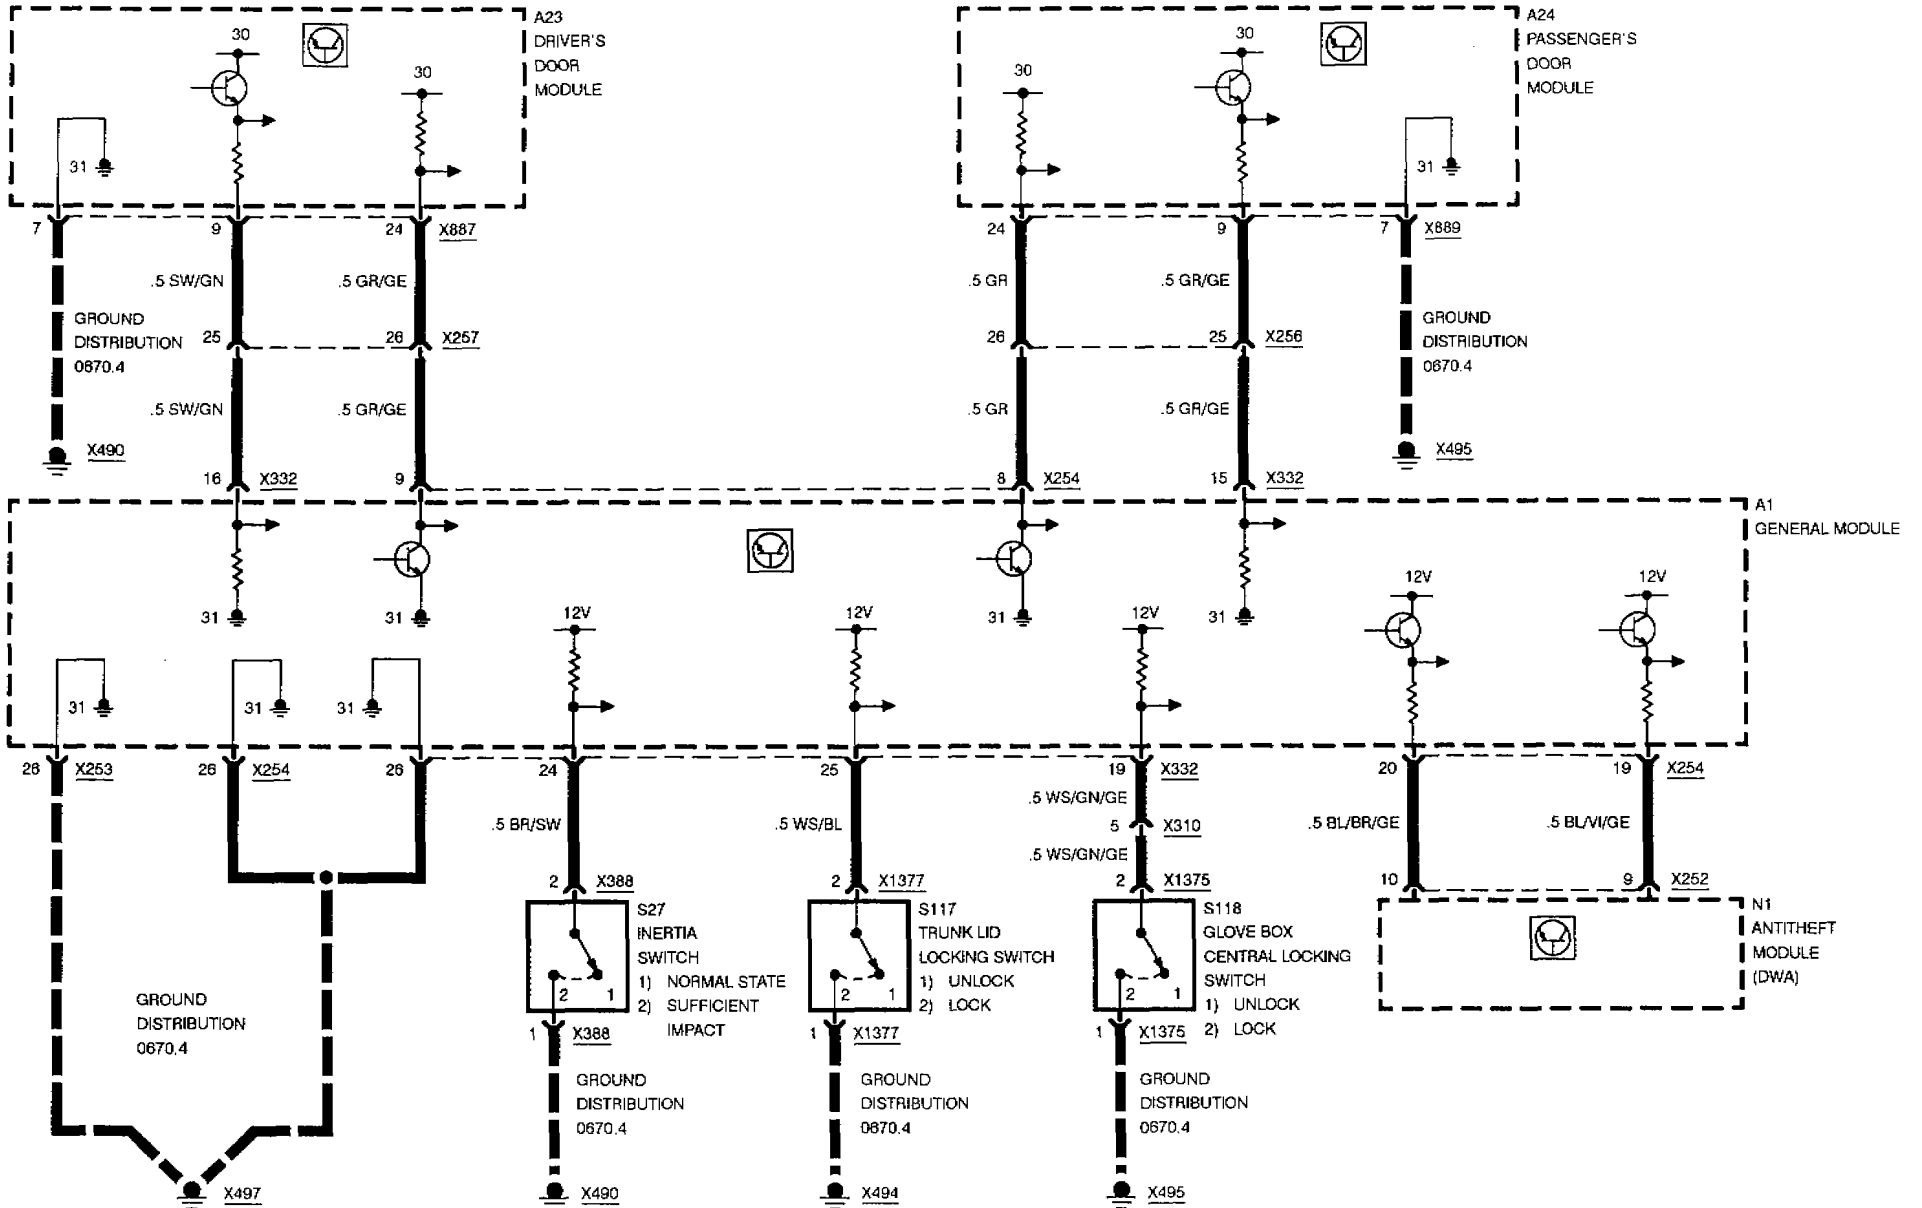 A23
DRIVER'S
DOOR
MODULE
30
30
31
A24
PASSENGER'S
DOOR
MODULE
30
30
31
7
9
24
X887
24
9
7
X889
.5 SW/GN
.5 GR/GE
.5 GR
.5 GR/GE
GROUND
DISTRIBUTION
0670.4
25
26
X257
26
25
X256
GROUND
DISTRIBUTION
0670.4
.5 SW/GN
.5 GR/GE
.5 GR
.5 GR/GE
X490
X495
16
X332
9
8
X254
15
X332
A1
GENERAL MODULE
31
31
31
31
12V
12V
12V
12V
12V
31
31
31
26
X253
26
X254
26
24
25
19
X332
20
19
X254
.5 BR/SW
.5 WS/BL
.5 WS/GN/GE
5
X310
.5 WS/GN/GE
.5 BL/BR/GE
.5 BL/VI/GE
2
X388
2
X1377
2
X1375
10
9
X252
S27
INERTIA
SWITCH
1) NORMAL STATE
2) SUFFICIENT
IMPACT
2
1
S117
TRUNK LID
LOCKING SWITCH
1) UNLOCK
2) LOCK
2
1
S118
GLOVE BOX
CENTRAL LOCKING
SWITCH
1) UNLOCK
2) LOCK
2
1
N1
ANTITHEFT
MODULE
(DWA)
1
X388
1
X1377
1
X1375
GROUND
DISTRIBUTION
0670.4
GROUND
DISTRIBUTION
0670.4
GROUND
DISTRIBUTION
0670.4
GROUND
DISTRIBUTION
0670.4
X497
X490
X494
X495